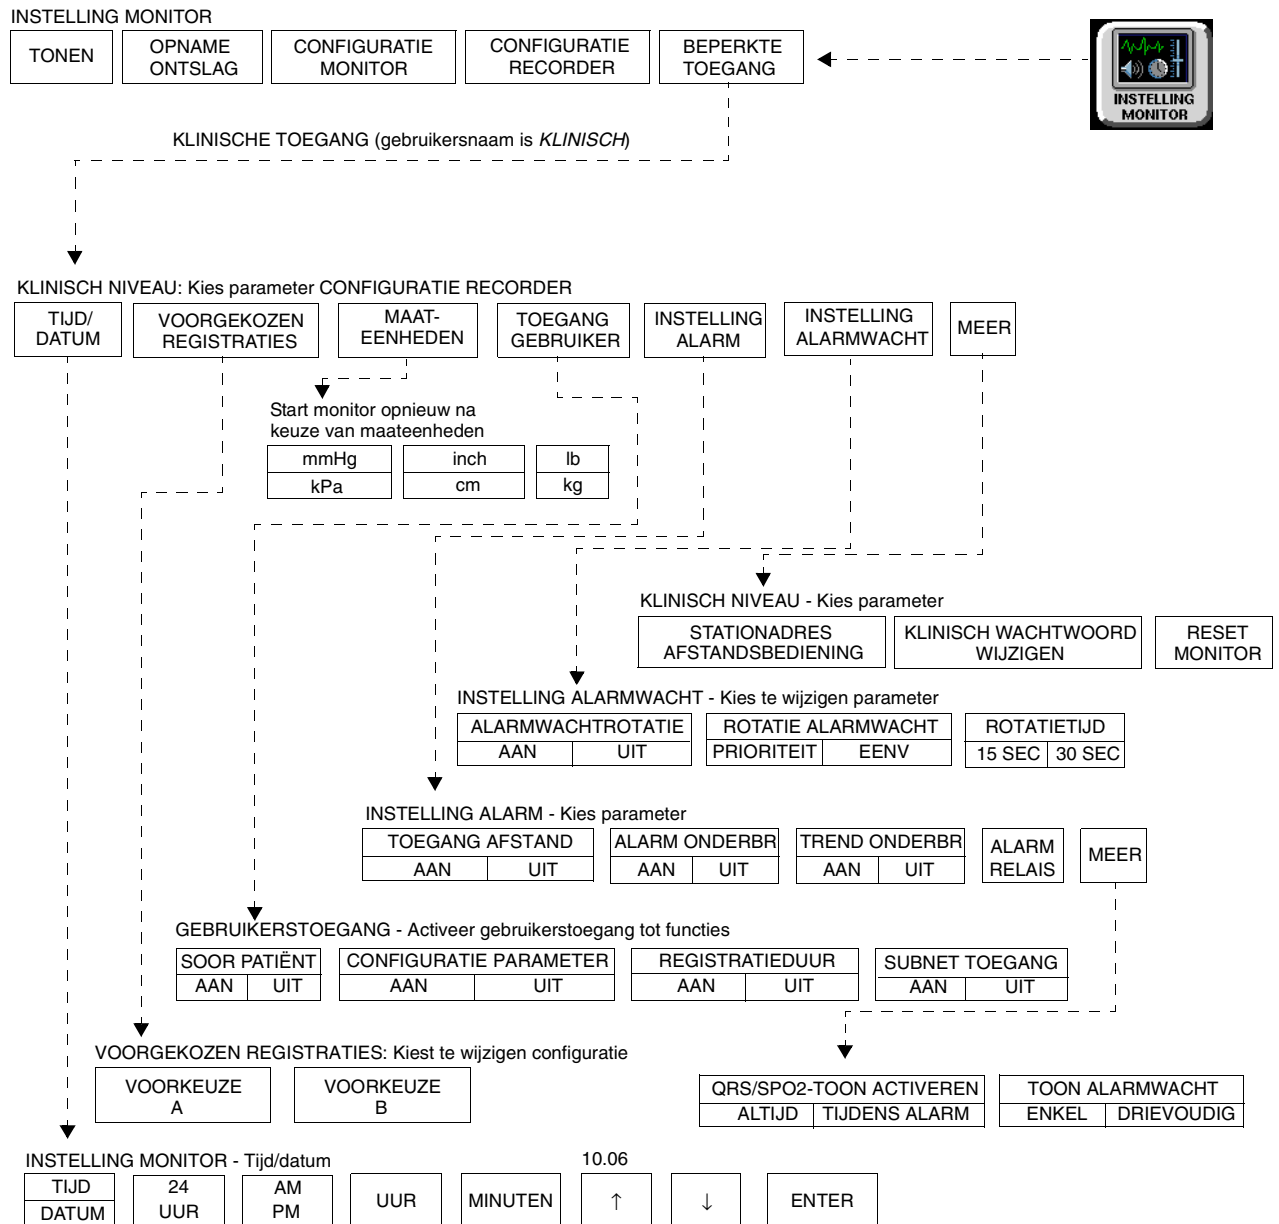 INSTELLING MONITOR
TONEN
OPNAME
ONTSLAG
CONFIGURATIE
MONITOR
CONFIGURATIE
RECORDER
BEPERKTE
TOEGANG
INSTELLING
MONITOR
KLINISCHE TOEGANG (gebruikersnaam is KLINISCH)
KLINISCH NIVEAU: Kies parameter CONFIGURATIE RECORDER
TIJD/
DATUM
VOORGEKOZEN
REGISTRATIES
MAAT-
EENHEDEN
TOEGANG
GEBRUIKER
INSTELLING
ALARM
INSTELLING
ALARMWACHT
MEER
Start monitor opnieuw na
keuze van maateenheden
mmHg
kPa
inch
cm
lb
kg
KLINISCH NIVEAU - Kies parameter
STATIONADRES
AFSTANDSBEDIENING
KLINISCH WACHTWOORD
WIJZIGEN
RESET
MONITOR
INSTELLING ALARMWACHT - Kies te wijzigen parameter
ALARMWACHTROTATIE
AAN UIT
ROTATIE ALARMWACHT
PRIORITEIT EENV
ROTATIETIJD
15 SEC 30 SEC
INSTELLING ALARM - Kies parameter
TOEGANG AFSTAND
AAN UIT
ALARM ONDERBR
AAN UIT
TREND ONDERBR
AAN UIT
ALARM
RELAIS
MEER
GEBRUIKERSTOEGANG - Activeer gebruikerstoegang tot functies
SOOR PATIËNT
AAN UIT
CONFIGURATIE PARAMETER
AAN UIT
REGISTRATIEDUUR
AAN UIT
SUBNET TOEGANG
AAN UIT
VOORGEKOZEN REGISTRATIES: Kiest te wijzigen configuratie
VOORKEUZE
A
VOORKEUZE
B
QRS/SPO2-TOON ACTIVEREN
ALTIJD TIJDENS ALARM
TOON ALARMWACHT
ENKEL DRIEVOUDIG
INSTELLING MONITOR - Tijd/datum
10.06
TIJD
DATUM
24
UUR
AM
PM
UUR
MINUTEN
↑
↓
ENTER